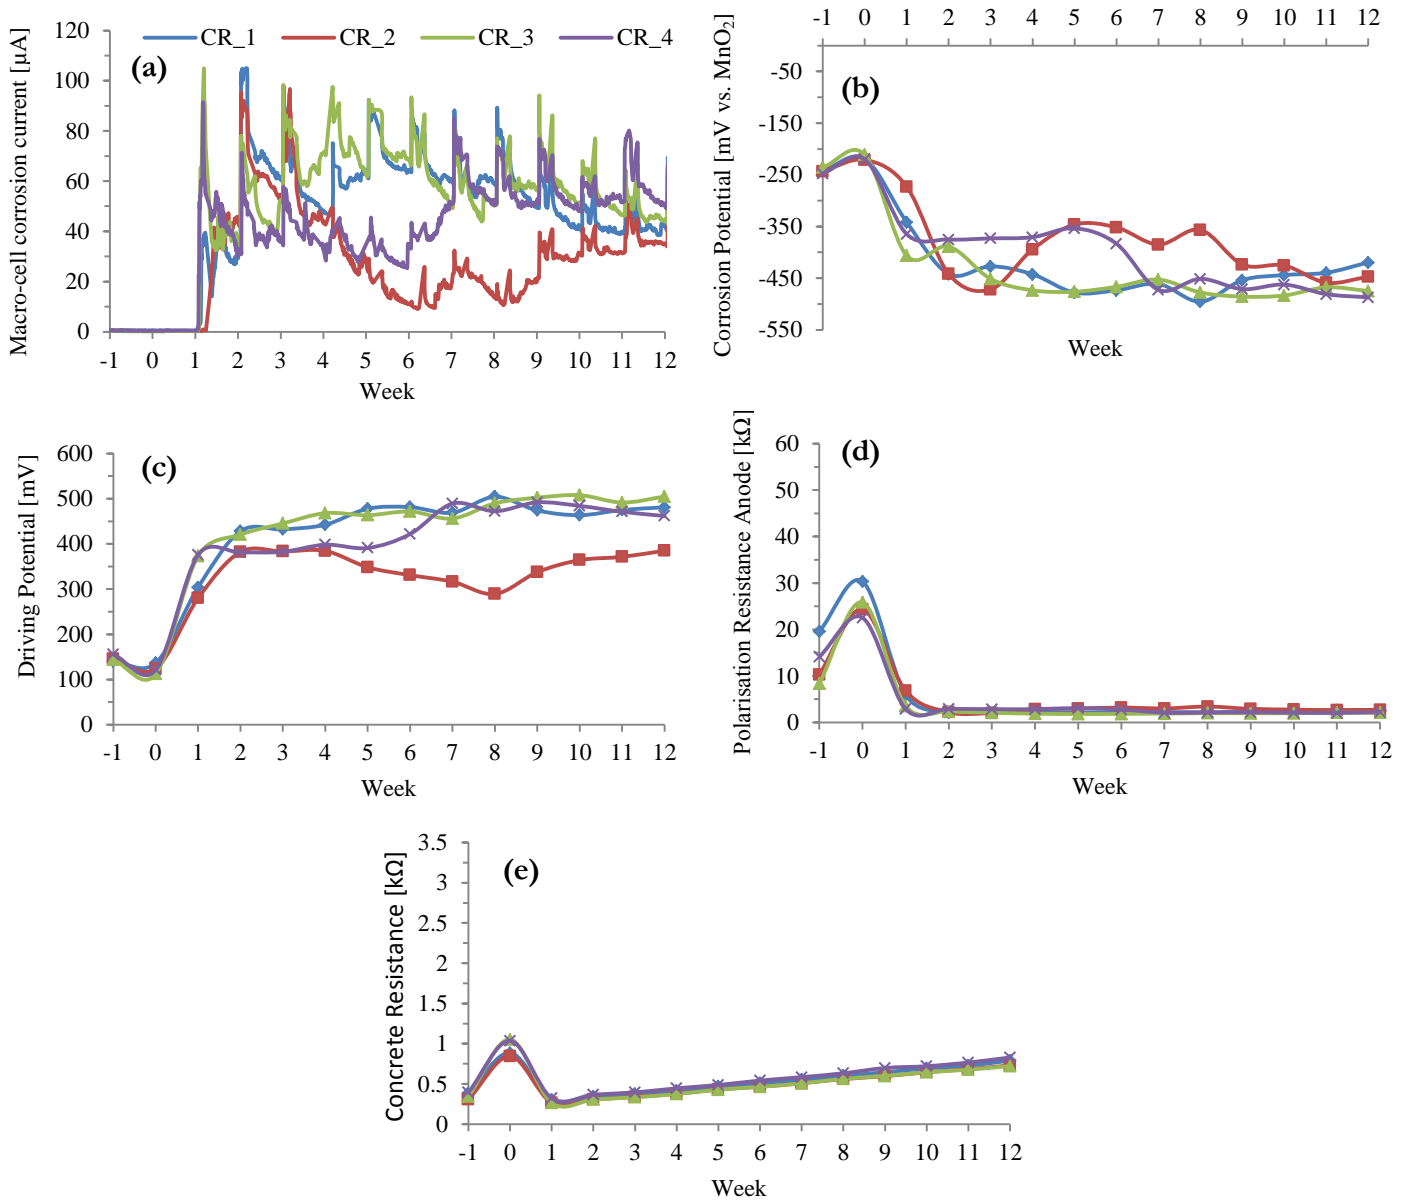 CR_1 CR_2 CR_3 CR_4
(a)
Macro-cell corrosion current [µA]
120
100
80
60
40
20
0
-1 0 1 2 3 4 5 6 7 8 9 10 11 12
Week
-1 0 1 2 3 4 5 6 7 8 9 10 11 12
(b)
Corrosion Potential [mV vs. MnO₂]
-50
-150
-250
-350
-450
-550
Week
(c)
Driving Potential [mV]
600
500
400
300
200
100
0
-1 0 1 2 3 4 5 6 7 8 9 10 11 12
Week
(d)
Polarisation Resistance Anode [kΩ]
60
50
40
30
20
10
0
-1 0 1 2 3 4 5 6 7 8 9 10 11 12
Week
(e)
Concrete Resistance [kΩ]
3.5
3
2.5
2
1.5
1
0.5
0
-1 0 1 2 3 4 5 6 7 8 9 10 11 12
Week